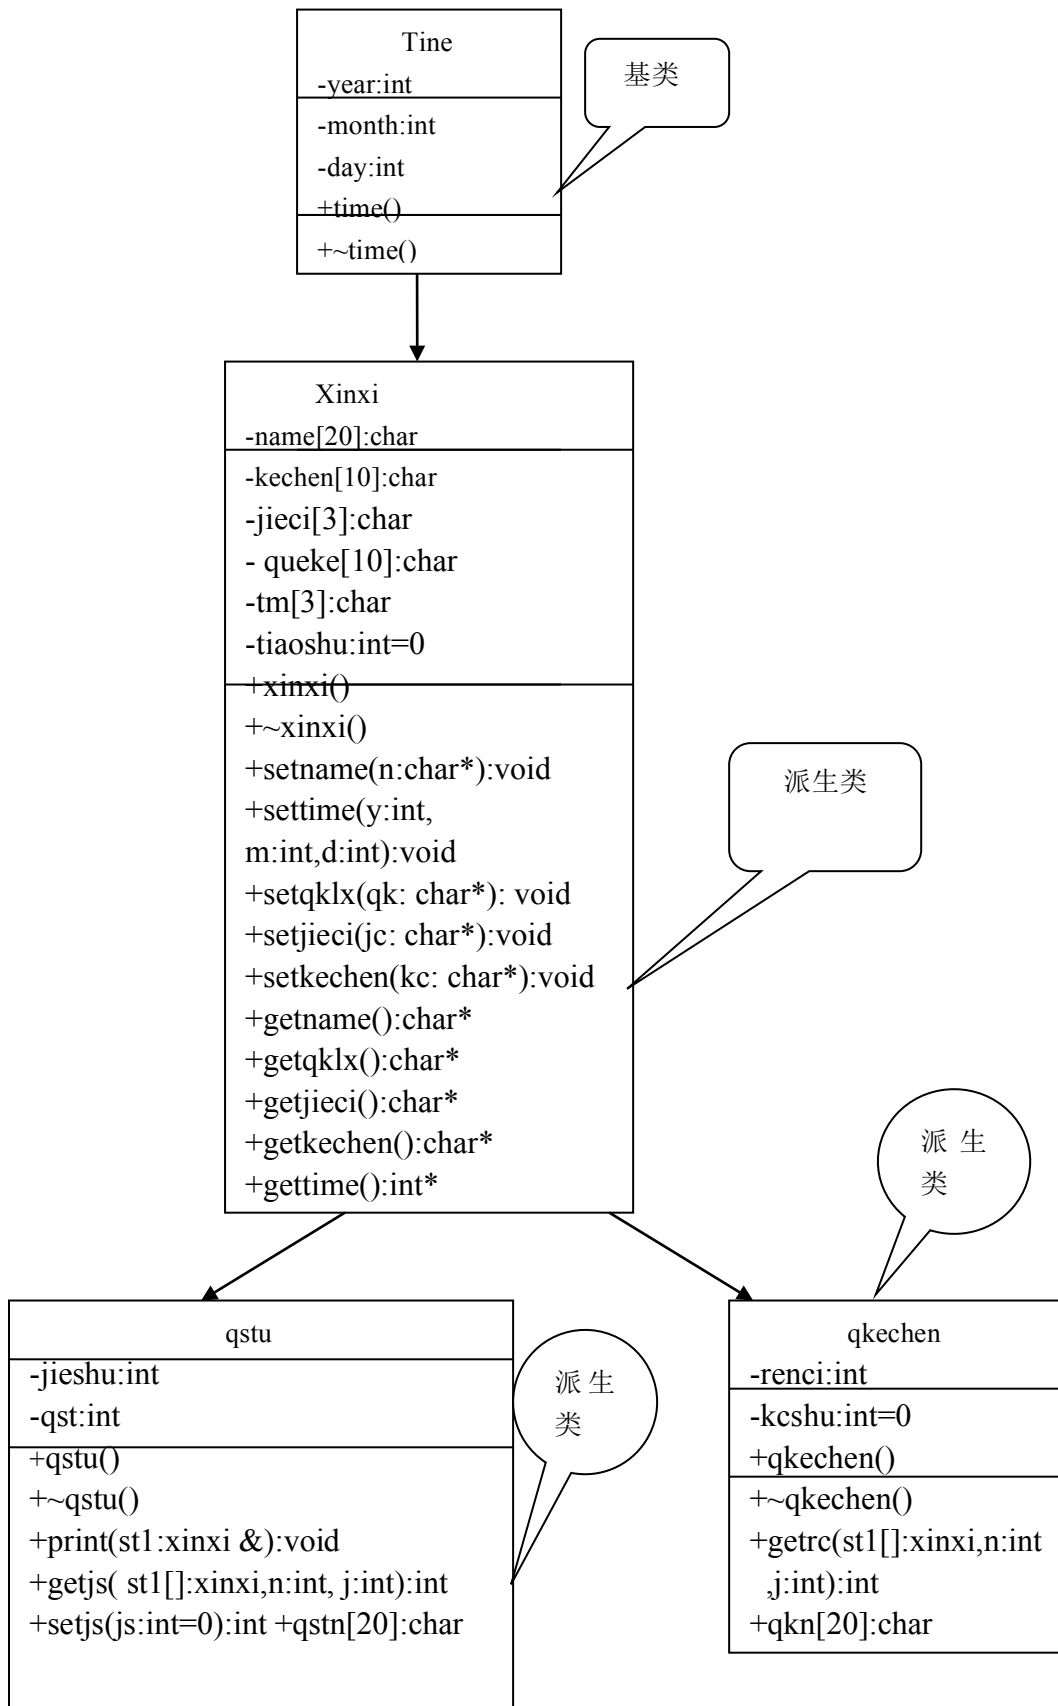 Tine
-year:int
-month:int
-day:int
+time()
+~time()
基类
Xinxi
-name[20]:char
-kechen[10]:char
-jieci[3]:char
- queke[10]:char
-tm[3]:char
-tiaoshu:int=0
+xinxi()
+~xinxi()
+setname(n:char*):void
+settime(y:int,
m:int,d:int):void
+setqklx(qk: char*): void
+setjieci(jc: char*):void
+setkechen(kc: char*):void
+getname():char*
+getqklx():char*
+getjieci():char*
+getkechen():char*
+gettime():int*
派生类
派 生
类
qstu
-jieshu:int
-qst:int
+qstu()
+~qstu()
+print(st1:xinxi &):void
+getjs( st1[]:xinxi,n:int, j:int):int
+setjs(js:int=0):int +qstn[20]:char
派 生
类
qkechen
-renci:int
-kcshu:int=0
+qkechen()
+~qkechen()
+getrc(st1[]:xinxi,n:int
,j:int):int
+qkn[20]:char